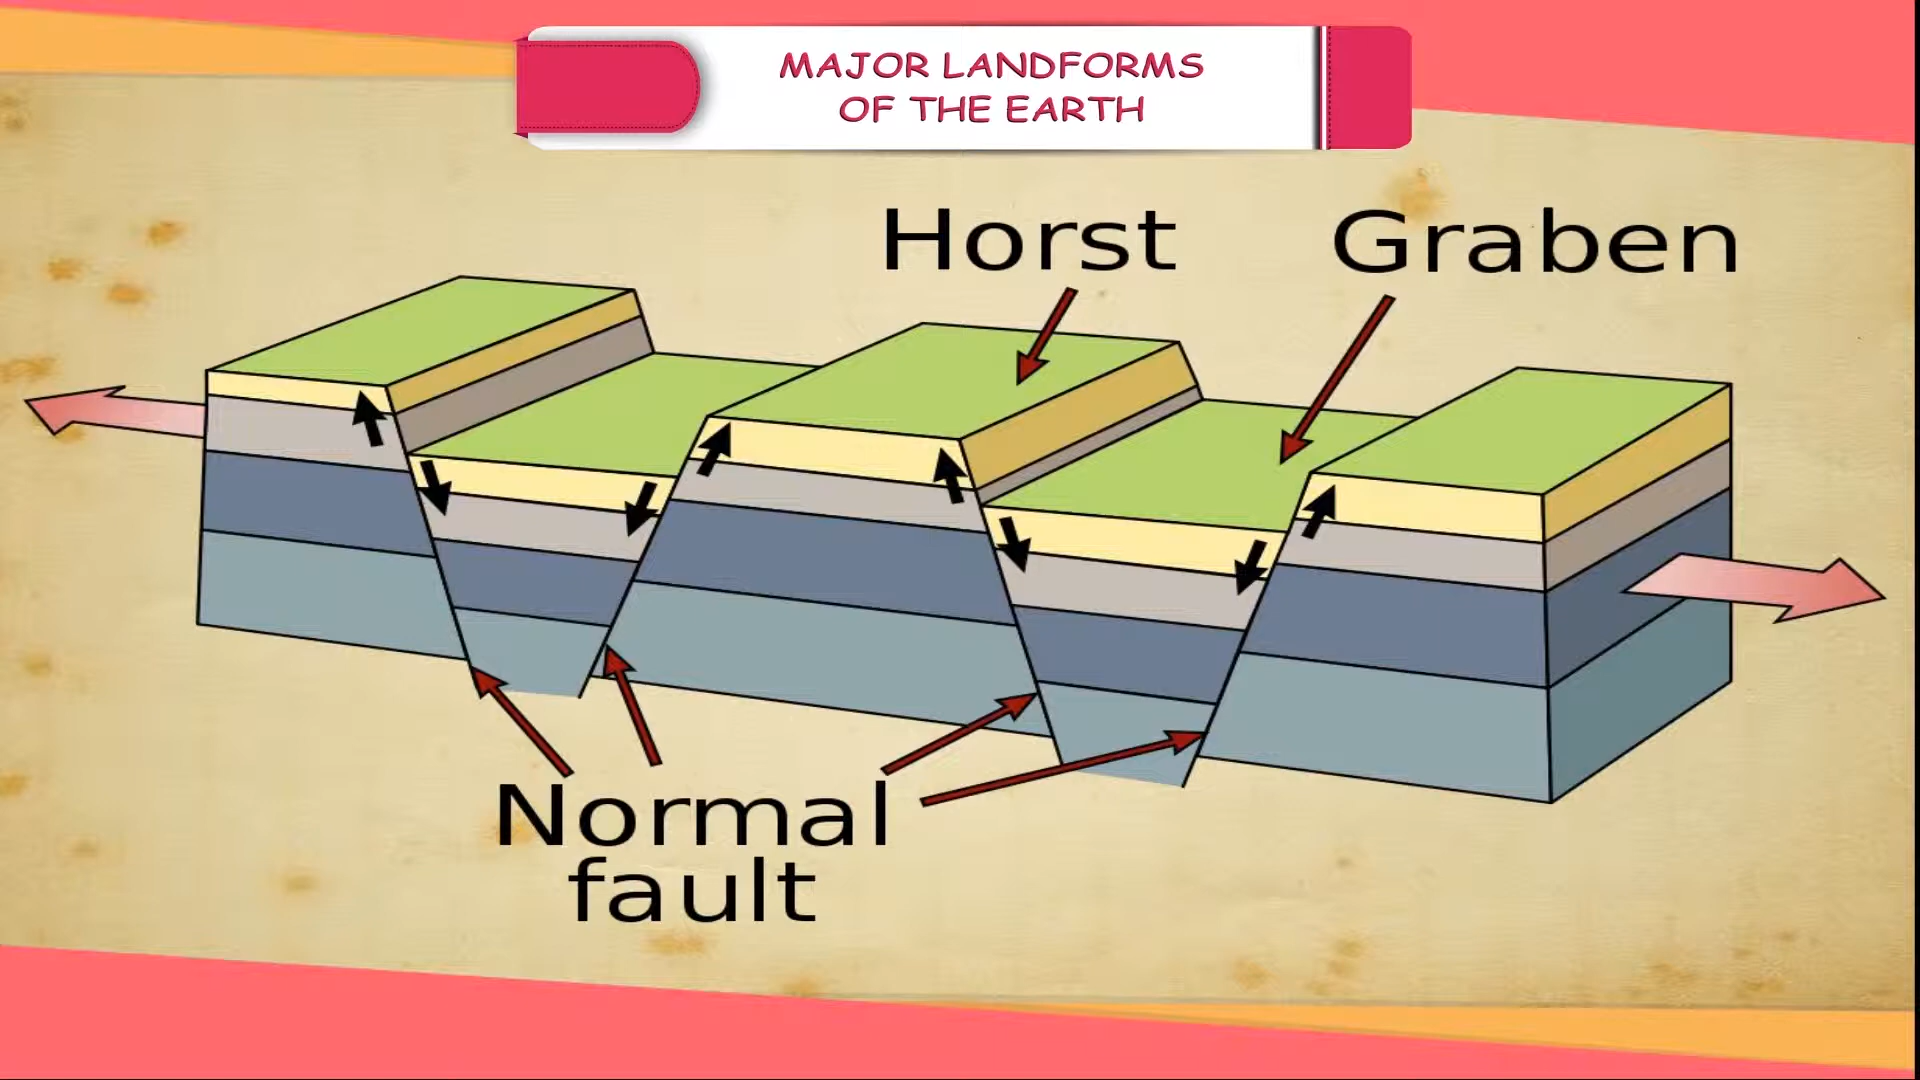 MAJOR LANDFORMS
OF THE EARTH
Horst
Graben
Normal
fault